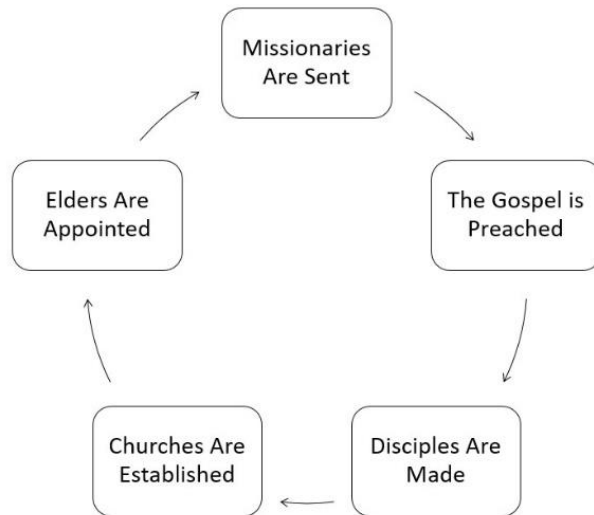 Missionaries
Are Sent
The Gospel is
Preached
Disciples Are
Made
Churches Are
Established
Elders Are
Appointed